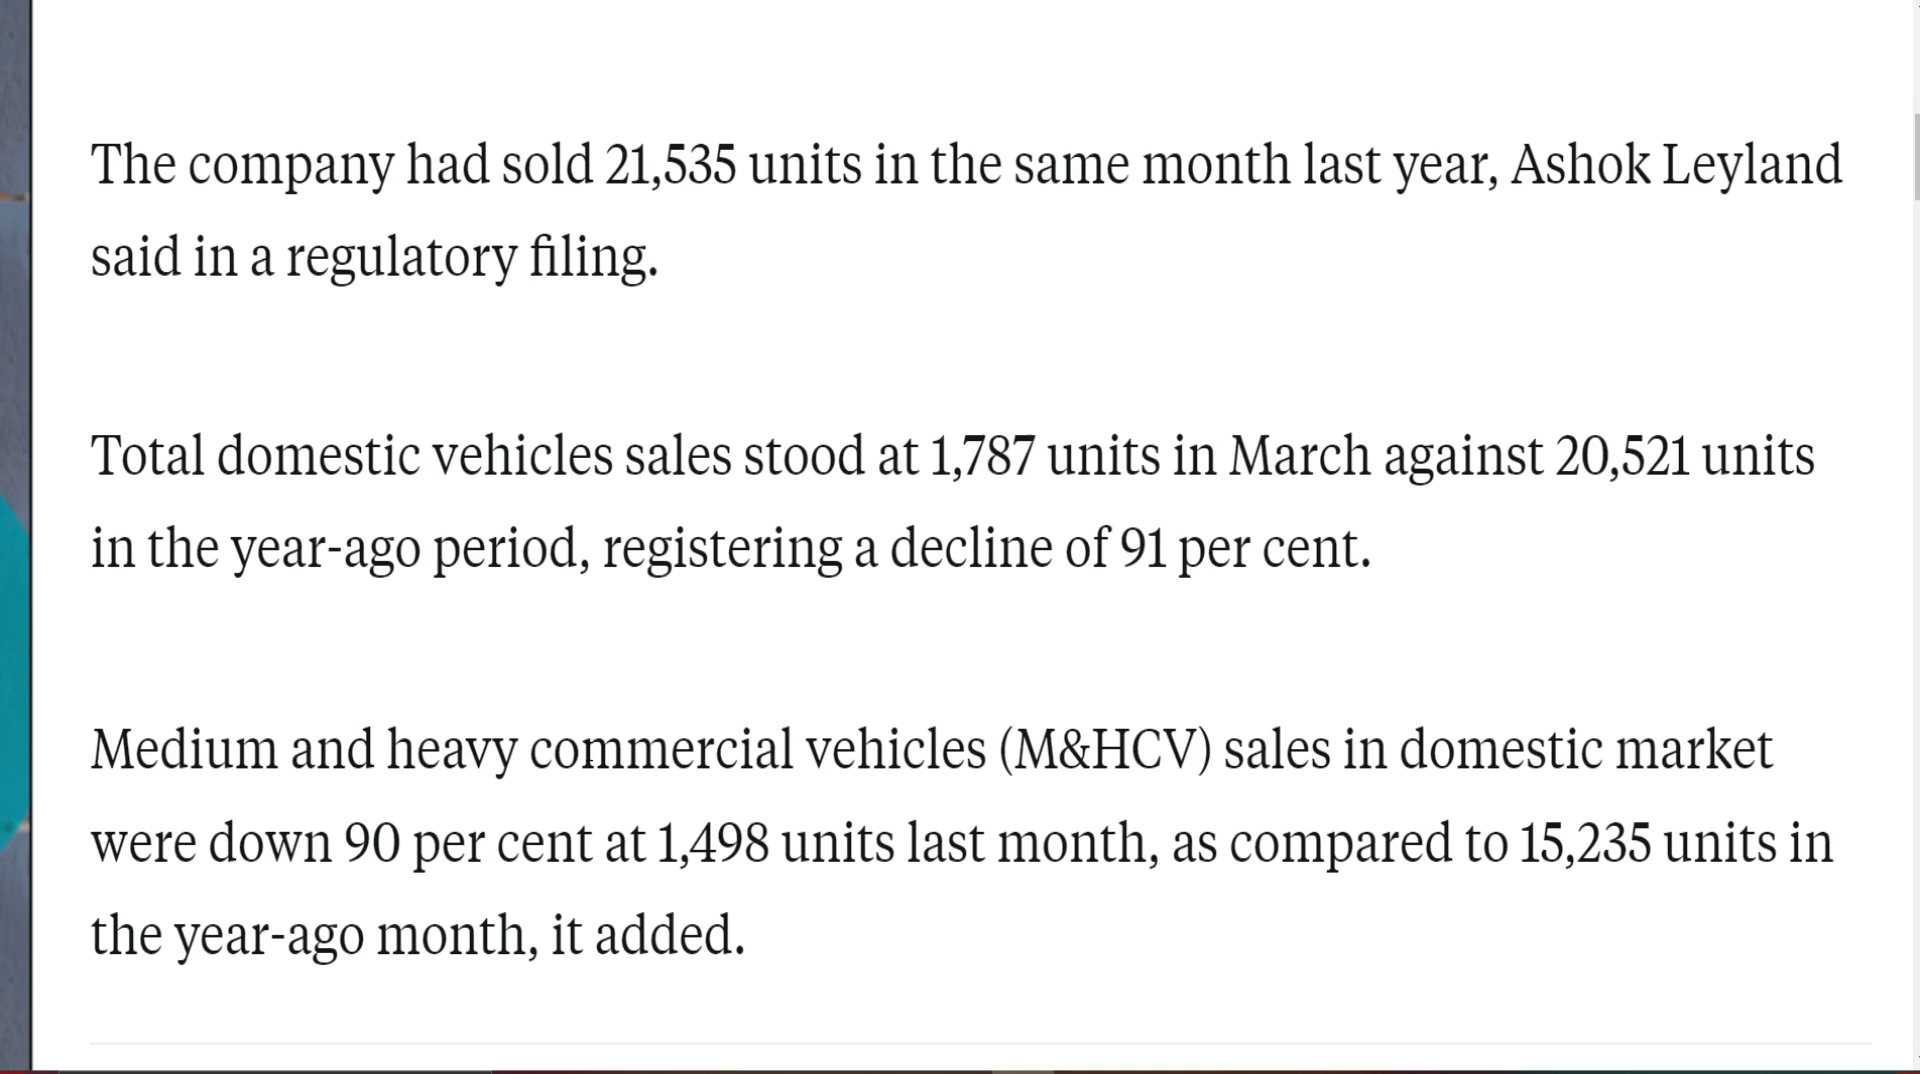 The company had sold 21,535 units in the same month last year, Ashok Leyland
said in a regulatory filing.
Total domestic vehicles sales stood at 1,787 units in March against 20,521 units
in the year-ago period, registering a decline of 91 per cent.
Medium and heavy commercial vehicles (M&HCV) sales in domestic market
were down 90 per cent at 1,498 units last month, as compared to 15,235 units in
the year-ago month, it added.